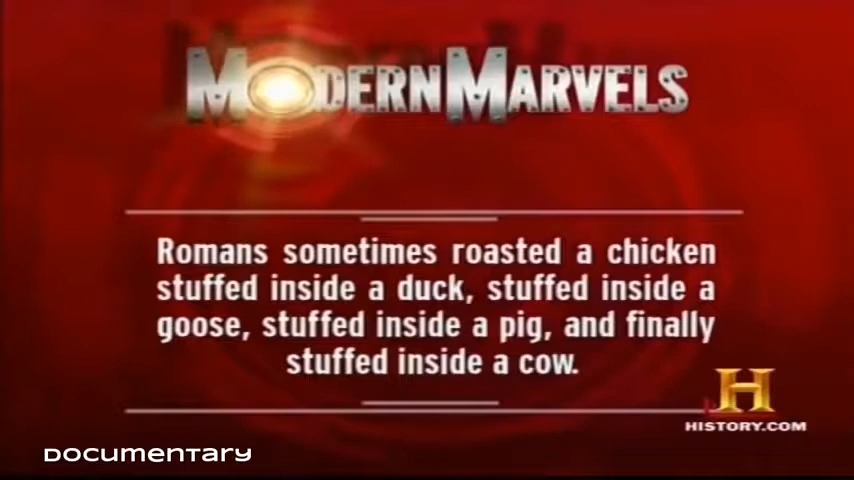 Modern Marvels
Romans sometimes roasted a chicken
stuffed inside a duck, stuffed inside a
goose, stuffed inside a pig, and finally
stuffed inside a cow.
H
HISTORY.COM
Documentary